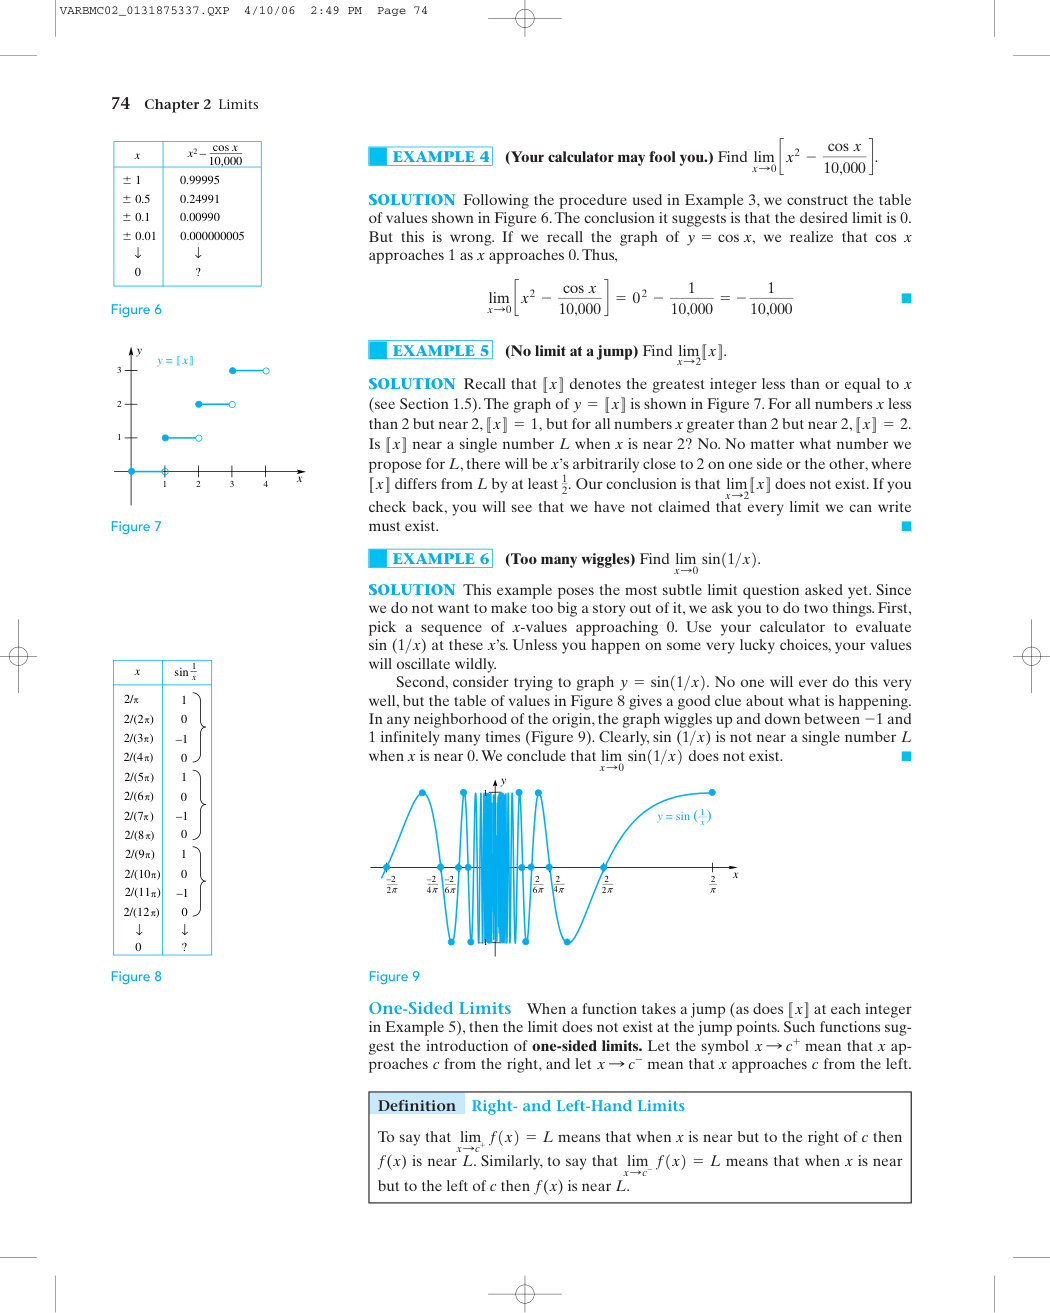 VARBMC02_0131875337.QXP 4/10/06 2:49 PM Page 74
74 Chapter 2 Limits
x x² − cos x / 10,000
± 1 0.99995
± 0.5 0.24991
± 0.1 0.00990
± 0.01 0.000000005
↓ ↓
0 ?
Figure 6
y
y = ⟦x⟧
3
2
1
1 2 3 4 x
Figure 7
x sin 1/x
2/π 1
2/(2π) 0
2/(3π) −1
2/(4π) 0
2/(5π) 1
2/(6π) 0
2/(7π) −1
2/(8π) 0
2/(9π) 1
2/(10π) 0
2/(11π) −1
2/(12π) 0
↓ ↓
0 ?
Figure 8
EXAMPLE 4 (Your calculator may fool you.) Find lim x→0 [x² − cos x / 10,000].
SOLUTION Following the procedure used in Example 3, we construct the table
of values shown in Figure 6. The conclusion it suggests is that the desired limit is 0.
But this is wrong. If we recall the graph of y = cos x, we realize that cos x
approaches 1 as x approaches 0. Thus,
lim x→0 [x² − cos x / 10,000] = 0² − 1 / 10,000 = − 1 / 10,000
EXAMPLE 5 (No limit at a jump) Find lim x→2 ⟦x⟧.
SOLUTION Recall that ⟦x⟧ denotes the greatest integer less than or equal to x
(see Section 1.5). The graph of y = ⟦x⟧ is shown in Figure 7. For all numbers x less
than 2 but near 2, ⟦x⟧ = 1, but for all numbers x greater than 2 but near 2, ⟦x⟧ = 2.
Is ⟦x⟧ near a single number L when x is near 2? No. No matter what number we
propose for L, there will be x's arbitrarily close to 2 on one side or the other, where
⟦x⟧ differs from L by at least 1/2. Our conclusion is that lim x→2 ⟦x⟧ does not exist. If you
check back, you will see that we have not claimed that every limit we can write
must exist.
EXAMPLE 6 (Too many wiggles) Find lim x→0 sin(1/x).
SOLUTION This example poses the most subtle limit question asked yet. Since
we do not want to make too big a story out of it, we ask you to do two things. First,
pick a sequence of x-values approaching 0. Use your calculator to evaluate
sin (1/x) at these x's. Unless you happen on some very lucky choices, your values
will oscillate wildly.
Second, consider trying to graph y = sin(1/x). No one will ever do this very
well, but the table of values in Figure 8 gives a good clue about what is happening.
In any neighborhood of the origin, the graph wiggles up and down between −1 and
1 infinitely many times (Figure 9). Clearly, sin (1/x) is not near a single number L
when x is near 0. We conclude that lim x→0 sin(1/x) does not exist.
y
1
y = sin (1/x)
−2/2π −2/4π −2/6π 2/6π 2/4π 2/2π 2/π x
−1
Figure 9
One-Sided Limits When a function takes a jump (as does ⟦x⟧ at each integer
in Example 5), then the limit does not exist at the jump points. Such functions sug-
gest the introduction of one-sided limits. Let the symbol x → c⁺ mean that x ap-
proaches c from the right, and let x → c⁻ mean that x approaches c from the left.
Definition Right- and Left-Hand Limits
To say that lim x→c⁺ f(x) = L means that when x is near but to the right of c then
f(x) is near L. Similarly, to say that lim x→c⁻ f(x) = L means that when x is near
but to the left of c then f(x) is near L.